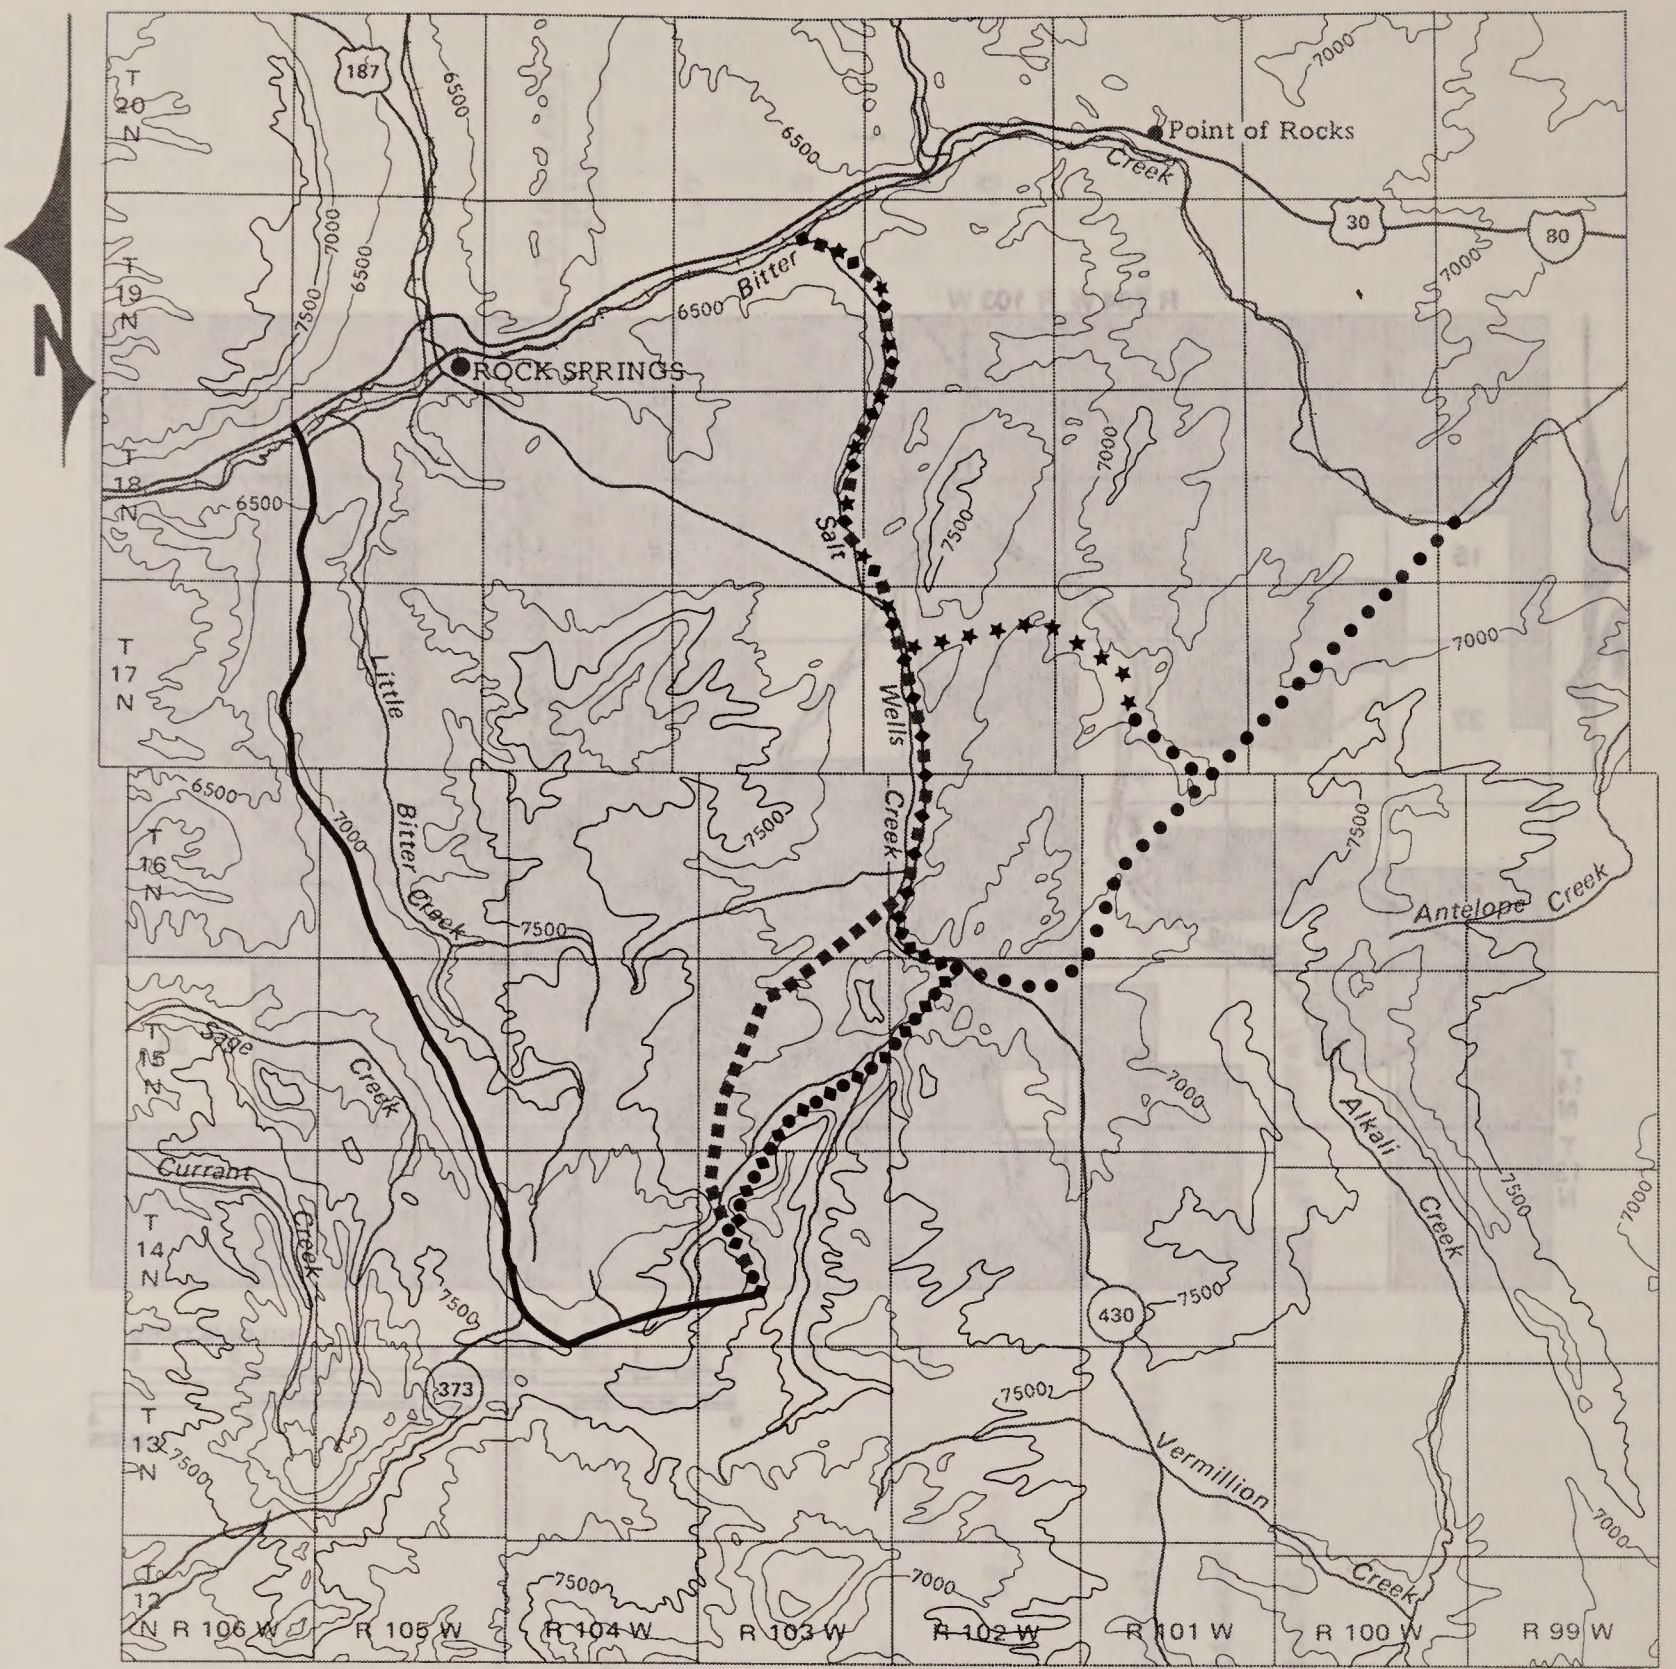 187
T
20
N
6500
7000
6500
Point of Rocks
Creek
30
80
7000
T
19
N
7500
7000
6500
Bitter
6500
ROCK SPRINGS
N
T
18
N
6500
Salt
7500
7000
T
17
N
Little
Wells
7000
6500
T
16
N
7000
Bitter
Creek
7500
7500
Creek
7500
Antelope Creek
T
15
N
Sage
Creek
7000
Alkali
Creek
Currant
Creek
T
14
N
7500
7500
7000
430
7500
373
T
13
N
7500
7500
Vermillion
Creek
7000
T
12
N
7500
7000
R 106 W
R 105 W
R 104 W
R 103 W
R 102 W
R 101 W
R 100 W
R 99 W